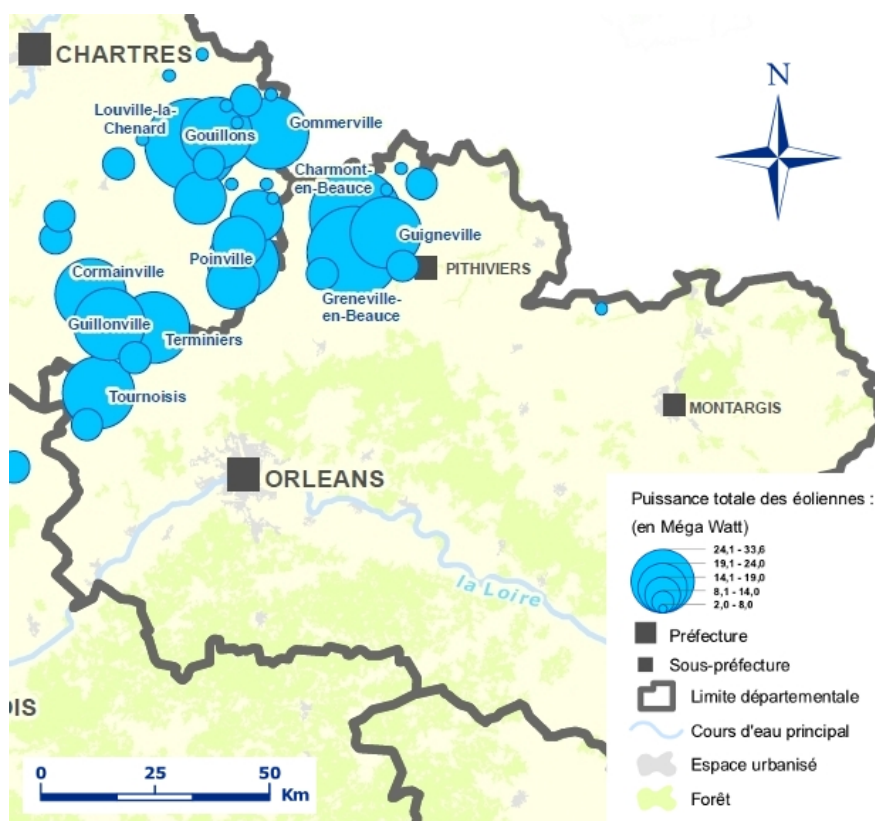 CHARTRES
N
Louville-la-
Chenard
Gouillons
Gommerville
Charmont-
en-Beauce
Guigneville
Poinville
PITHIVIERS
Cormainville
Greneville-
en-Beauce
Guillonville
Terminiers
Tournoisis
MONTARGIS
ORLEANS
la Loire
OIS
0 25 50
Km
Puissance totale des éoliennes :
(en Méga Watt)
24,1 - 33,6
19,1 - 24,0
14,1 - 19,0
8,1 - 14,0
2,0 - 8,0
Préfecture
Sous-préfecture
Limite départementale
Cours d'eau principal
Espace urbanisé
Forêt